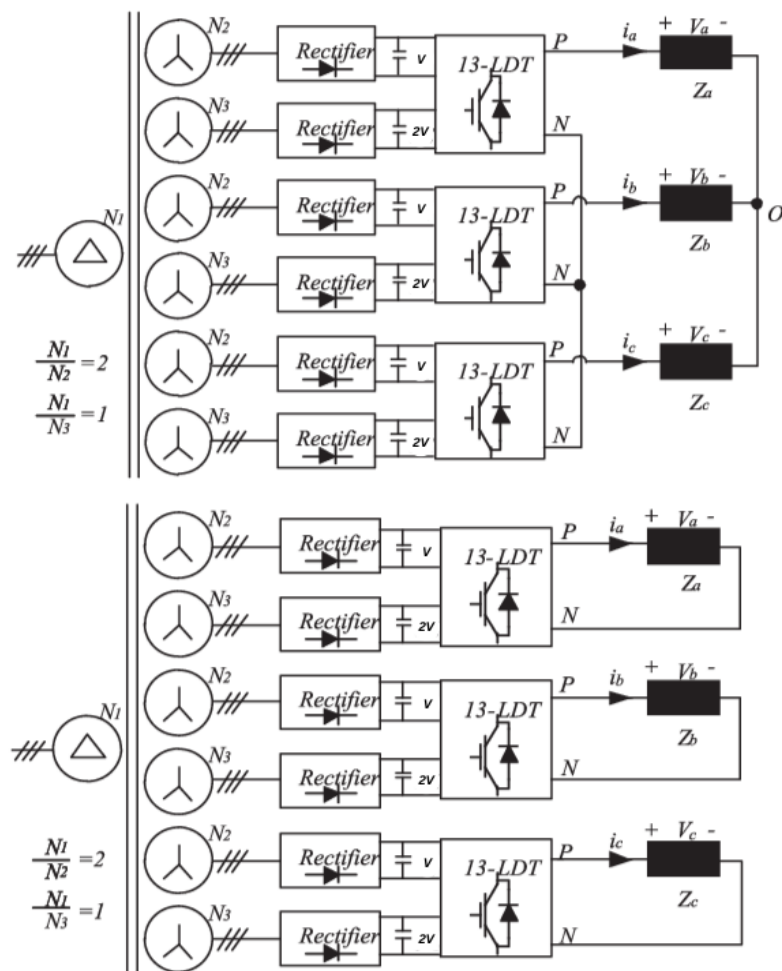 N2
Rectifier
V
13-LDT
P
ia
+ Va -
Za
N3
Rectifier
2V
N
N2
Rectifier
V
13-LDT
P
ib
+ Vb -
Zb
O
N1
N3
Rectifier
2V
N
N1/N2 =2
N2
Rectifier
V
13-LDT
P
ic
+ Vc -
Zc
N1/N3 =1
N3
Rectifier
2V
N
N2
Rectifier
V
13-LDT
P
ia
+ Va -
Za
N3
Rectifier
2V
N
N2
Rectifier
V
13-LDT
P
ib
+ Vb -
Zb
N1
N3
Rectifier
2V
N
N1/N2 =2
N2
Rectifier
V
13-LDT
P
ic
+ Vc -
Zc
N1/N3 =1
N3
Rectifier
2V
N